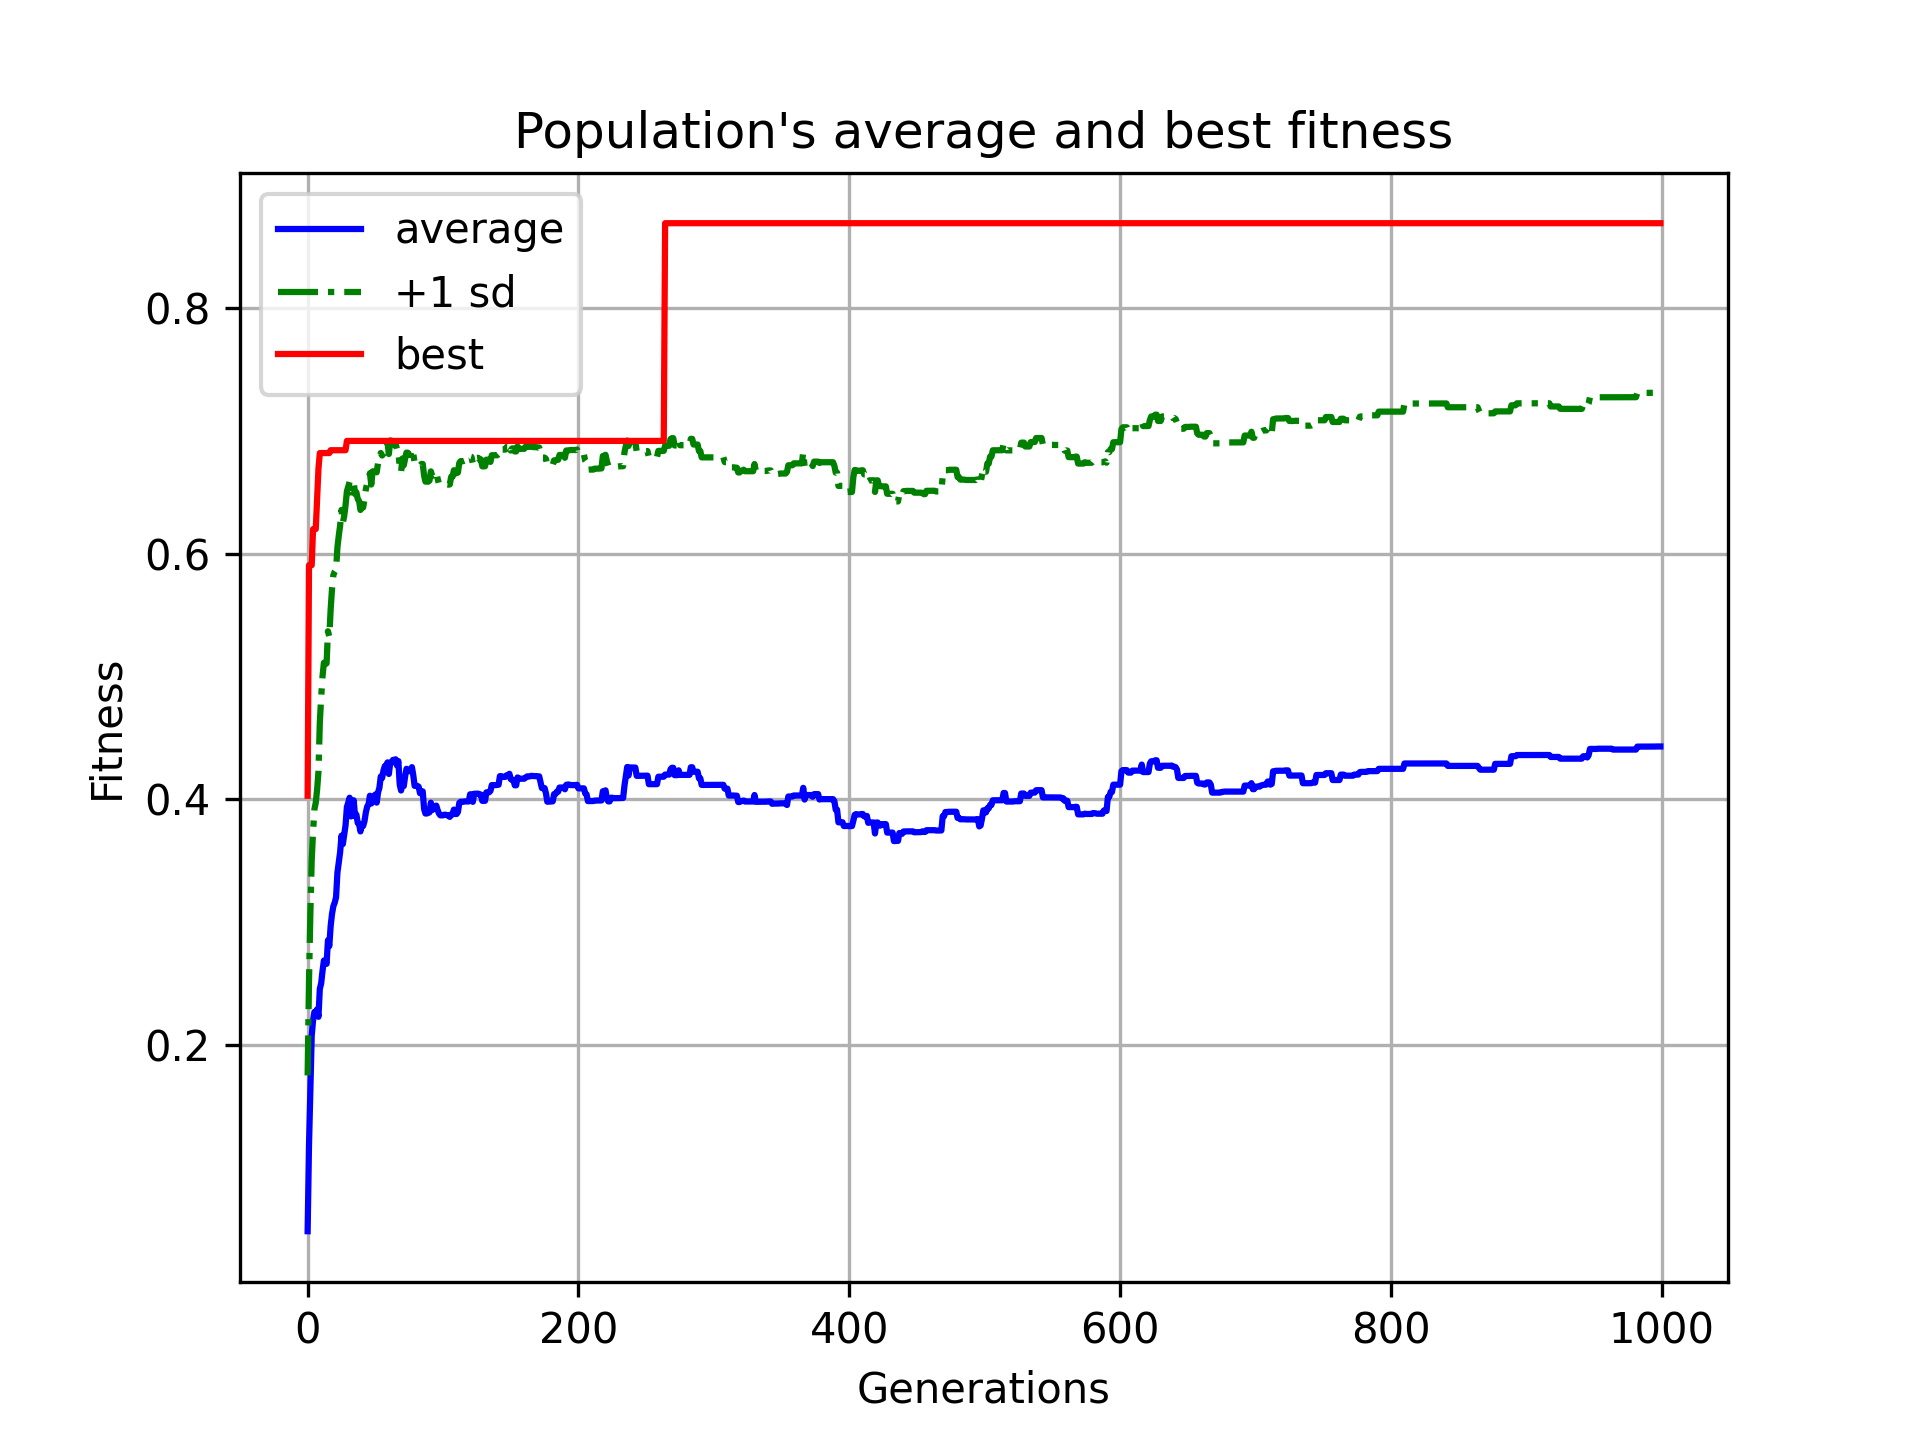 Population's average and best fitness
average
+1 sd
best
0.8
0.6
0.4
0.2
Fitness
0 200 400 600 800 1000
Generations